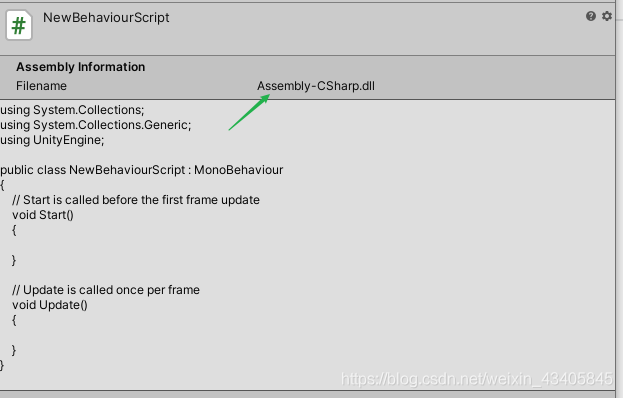 NewBehaviourScript
Assembly Information
Filename Assembly-CSharp.dll
using System.Collections;
using System.Collections.Generic;
using UnityEngine;
public class NewBehaviourScript : MonoBehaviour
{
// Start is called before the first frame update
void Start()
{
}
// Update is called once per frame
void Update()
{
}
}
https://blog.csdn.net/weixin_43405845